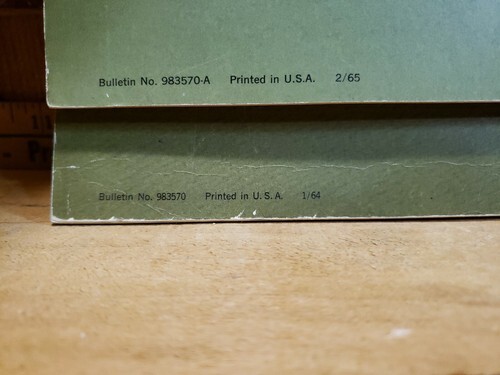 Bulletin No. 983570-A Printed in U.S.A. 2/65
Bulletin No. 983570 Printed in U. S. A. 1/64